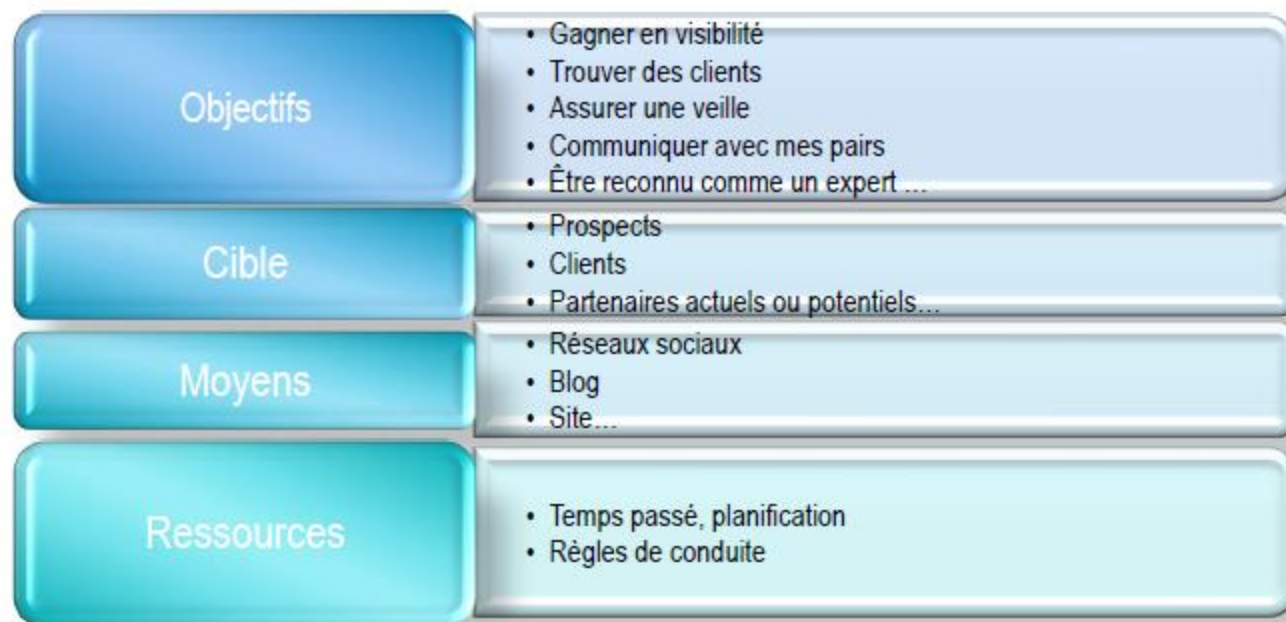 Objectifs
• Gagner en visibilité
• Trouver des clients
• Assurer une veille
• Communiquer avec mes pairs
• Être reconnu comme un expert ...
Cible
• Prospects
• Clients
• Partenaires actuels ou potentiels...
Moyens
• Réseaux sociaux
• Blog
• Site...
Ressources
• Temps passé, planification
• Règles de conduite